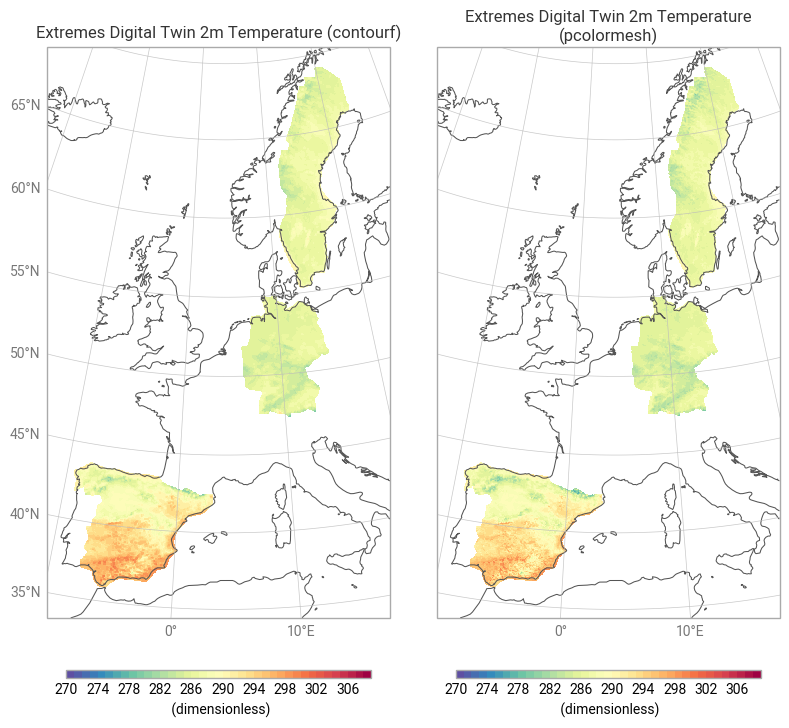 Extremes Digital Twin 2m Temperature (contourf)
Extremes Digital Twin 2m Temperature
(pcolormesh)
65°N
60°N
55°N
50°N
45°N
40°N
35°N
0° 10°E
0° 10°E
270 274 278 282 286 290 294 298 302 306
(dimensionless)
270 274 278 282 286 290 294 298 302 306
(dimensionless)